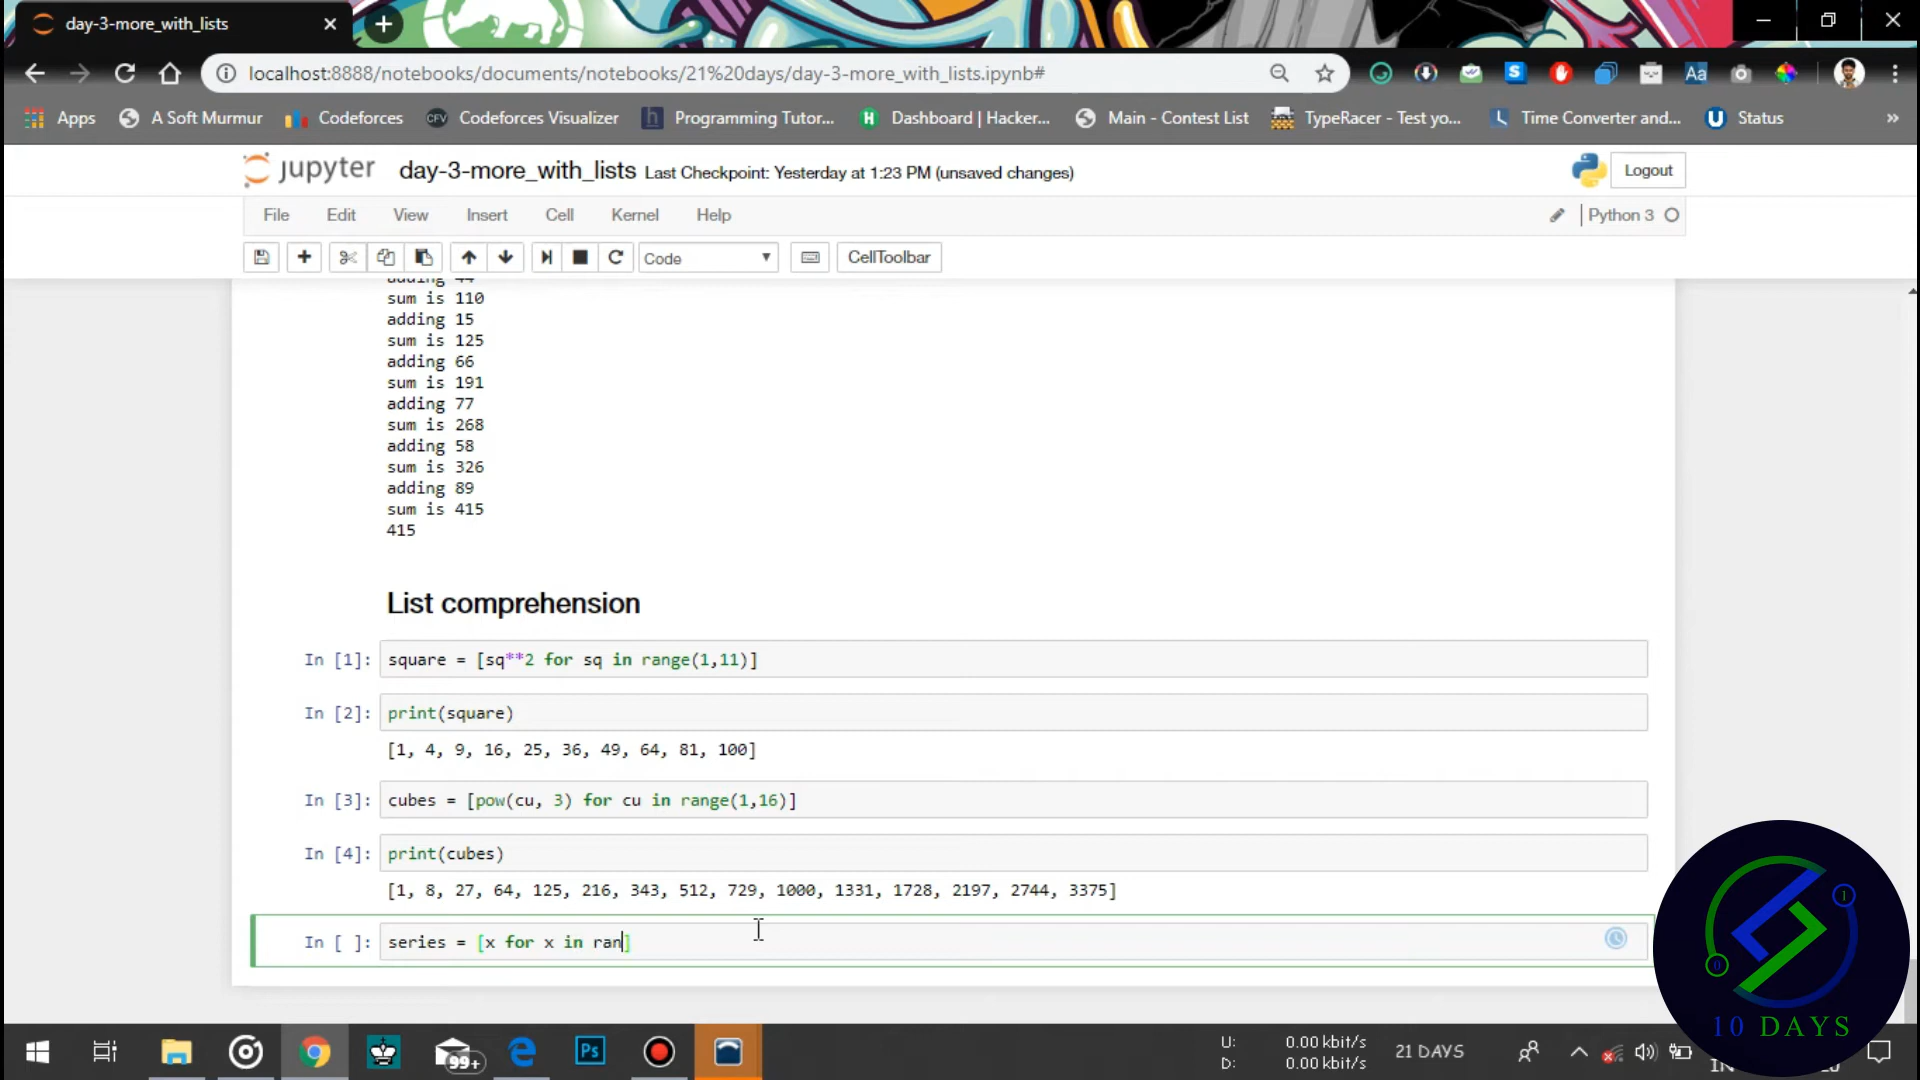 day-3-more_with_lists
localhost:8888/notebooks/documents/notebooks/21%20days/day-3-more_with_lists.ipynb#
Apps A Soft Murmur Codeforces CFV Codeforces Visualizer Programming Tutor... Dashboard | Hacker... Main - Contest List TypeRacer - Test yo... Time Converter and... Status »
jupyter day-3-more_with_lists Last Checkpoint: Yesterday at 1:23 PM (unsaved changes) Logout
File Edit View Insert Cell Kernel Help Python 3
Code CellToolbar
adding 44
sum is 110
adding 15
sum is 125
adding 66
sum is 191
adding 77
sum is 268
adding 58
sum is 326
adding 89
sum is 415
415
List comprehension
In [1]: square = [sq**2 for sq in range(1,11)]
In [2]: print(square)
[1, 4, 9, 16, 25, 36, 49, 64, 81, 100]
In [3]: cubes = [pow(cu, 3) for cu in range(1,16)]
In [4]: print(cubes)
[1, 8, 27, 64, 125, 216, 343, 512, 729, 1000, 1331, 1728, 2197, 2744, 3375]
In [ ]: series = [x for x in ran]
10 DAYS
99+ Ps
U: 0.00 kbit/s
D: 0.00 kbit/s
21 DAYS